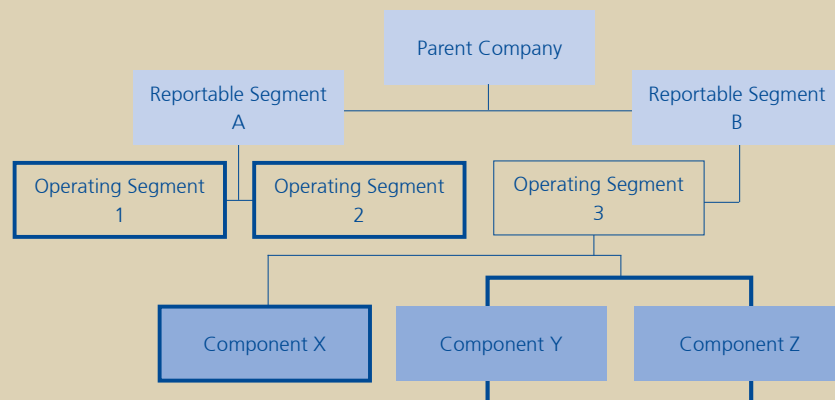 Parent Company
Reportable Segment
A
Reportable Segment
B
Operating Segment
1
Operating Segment
2
Operating Segment
3
Component X
Component Y
Component Z